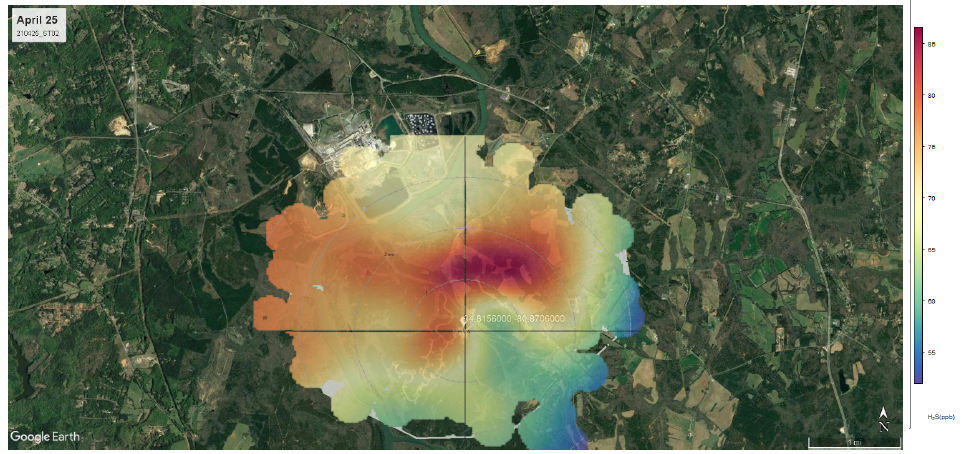 April 25
210425_ST02
85
80
75
70
65
60
55
34.8156000 -80.8706000
H₂S(ppb)
N
Google Earth
1 mi